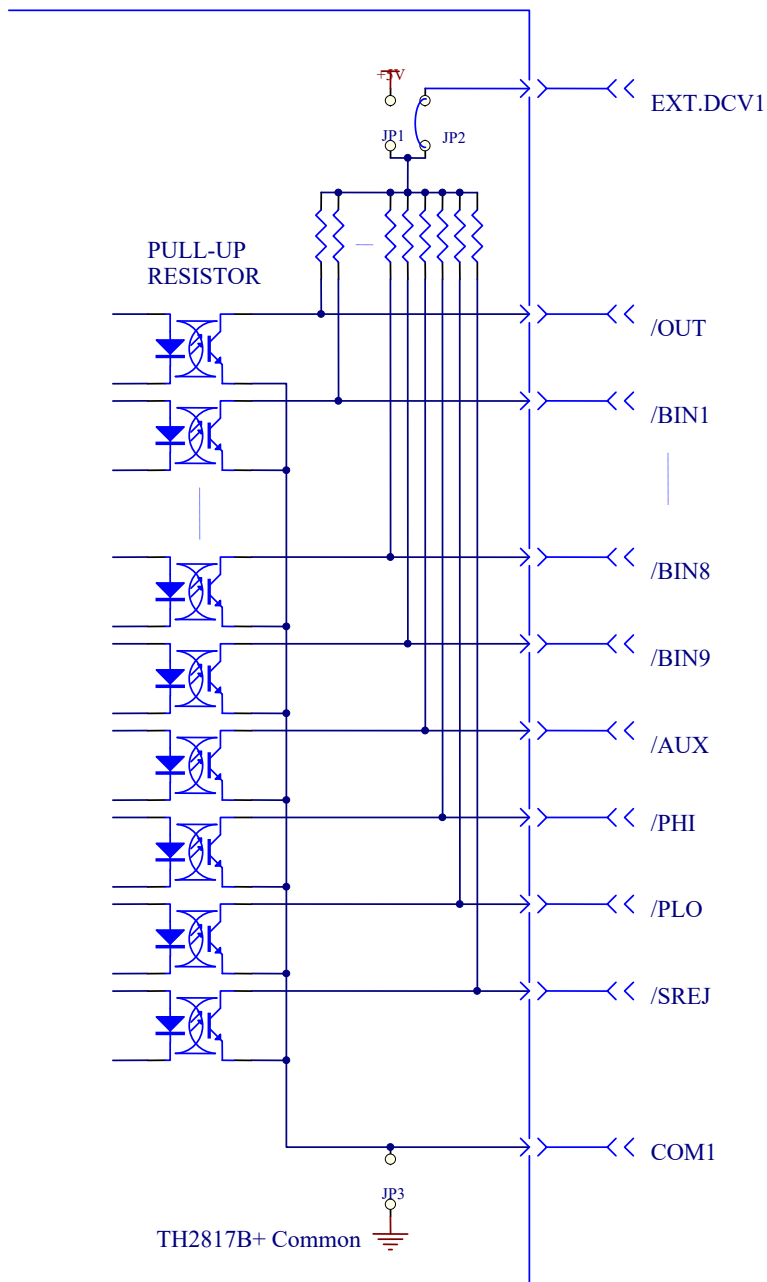 +5V
EXT.DCV1
JP1
JP2
PULL-UP
RESISTOR
/OUT
/BIN1
/BIN8
/BIN9
/AUX
/PHI
/PLO
/SREJ
COM1
JP3
TH2817B+ Common